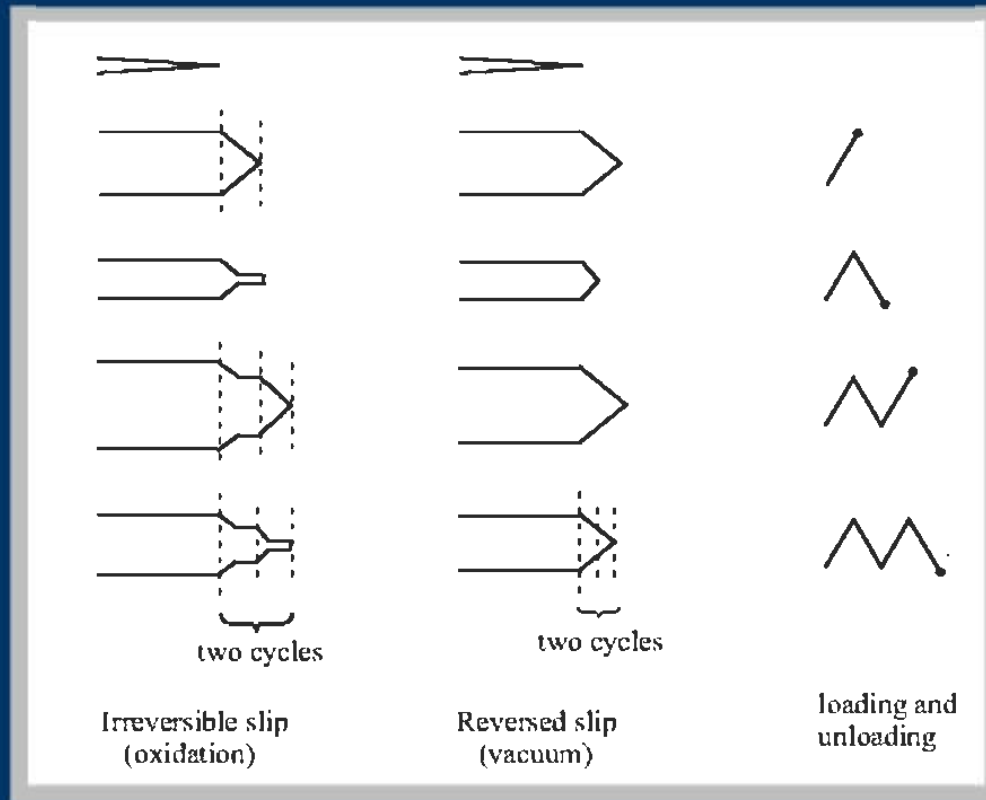 two cycles
two cycles
Irreversible slip
(oxidation)
Reversed slip
(vacuum)
loading and
unloading